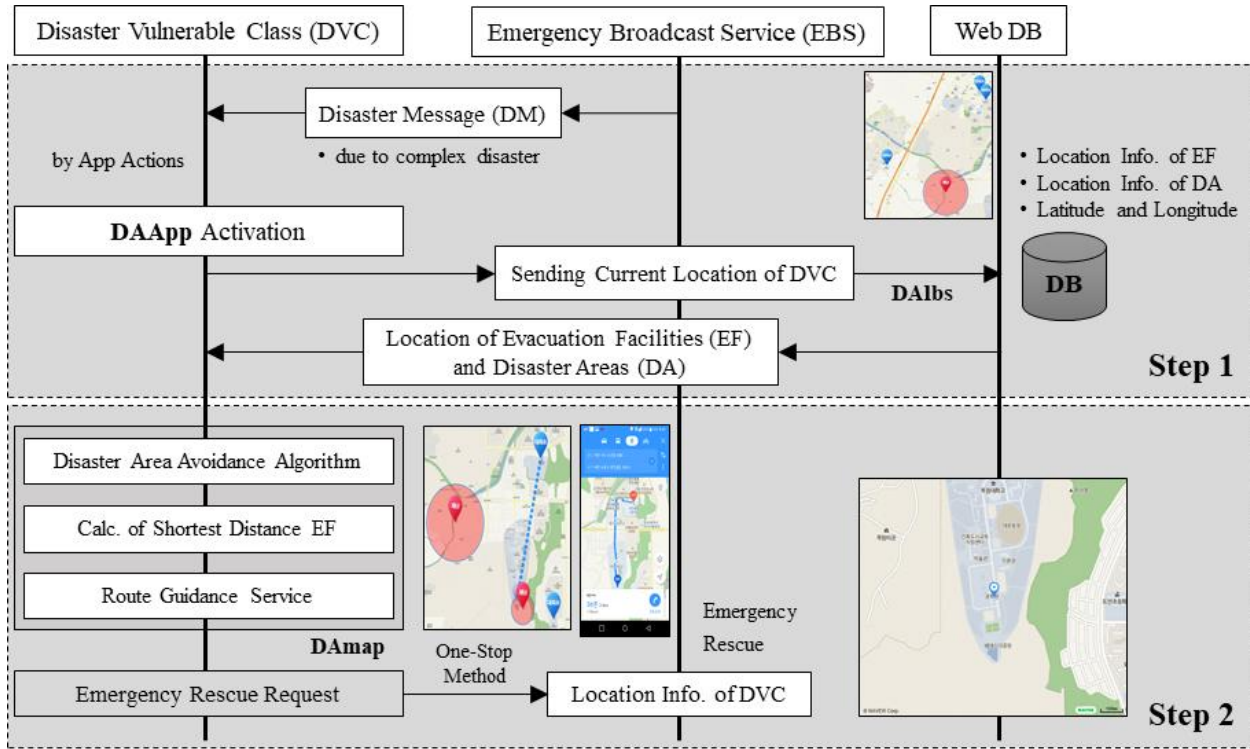 Disaster Vulnerable Class (DVC)
Emergency Broadcast Service (EBS)
Web DB
Disaster Message (DM)
by App Actions
• due to complex disaster
• Location Info. of EF
• Location Info. of DA
• Latitude and Longitude
DAApp Activation
Sending Current Location of DVC
DAlbs
DB
Location of Evacuation Facilities (EF)
and Disaster Areas (DA)
Step 1
Disaster Area Avoidance Algorithm
Calc. of Shortest Distance EF
Route Guidance Service
DAmap
One-Stop
Method
Emergency
Rescue
Emergency Rescue Request
Location Info. of DVC
© NAVER Corp.
Step 2